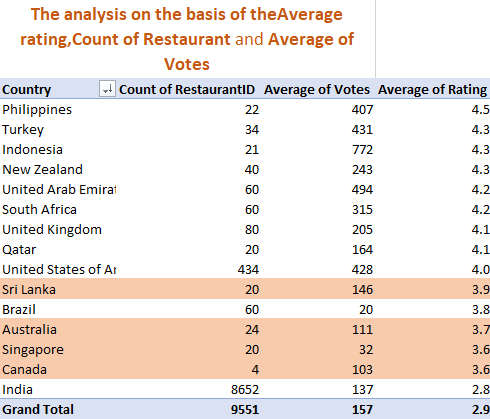 The analysis on the basis of theAverage
rating,Count of Restaurant and Average of
Votes
Country Count of RestaurantID Average of Votes Average of Rating
Philippines 22 407 4.5
Turkey 34 431 4.3
Indonesia 21 772 4.3
New Zealand 40 243 4.3
United Arab Emirat 60 494 4.2
South Africa 60 315 4.2
United Kingdom 80 205 4.1
Qatar 20 164 4.1
United States of Ar 434 428 4.0
Sri Lanka 20 146 3.9
Brazil 60 20 3.8
Australia 24 111 3.7
Singapore 20 32 3.6
Canada 4 103 3.6
India 8652 137 2.8
Grand Total 9551 157 2.9